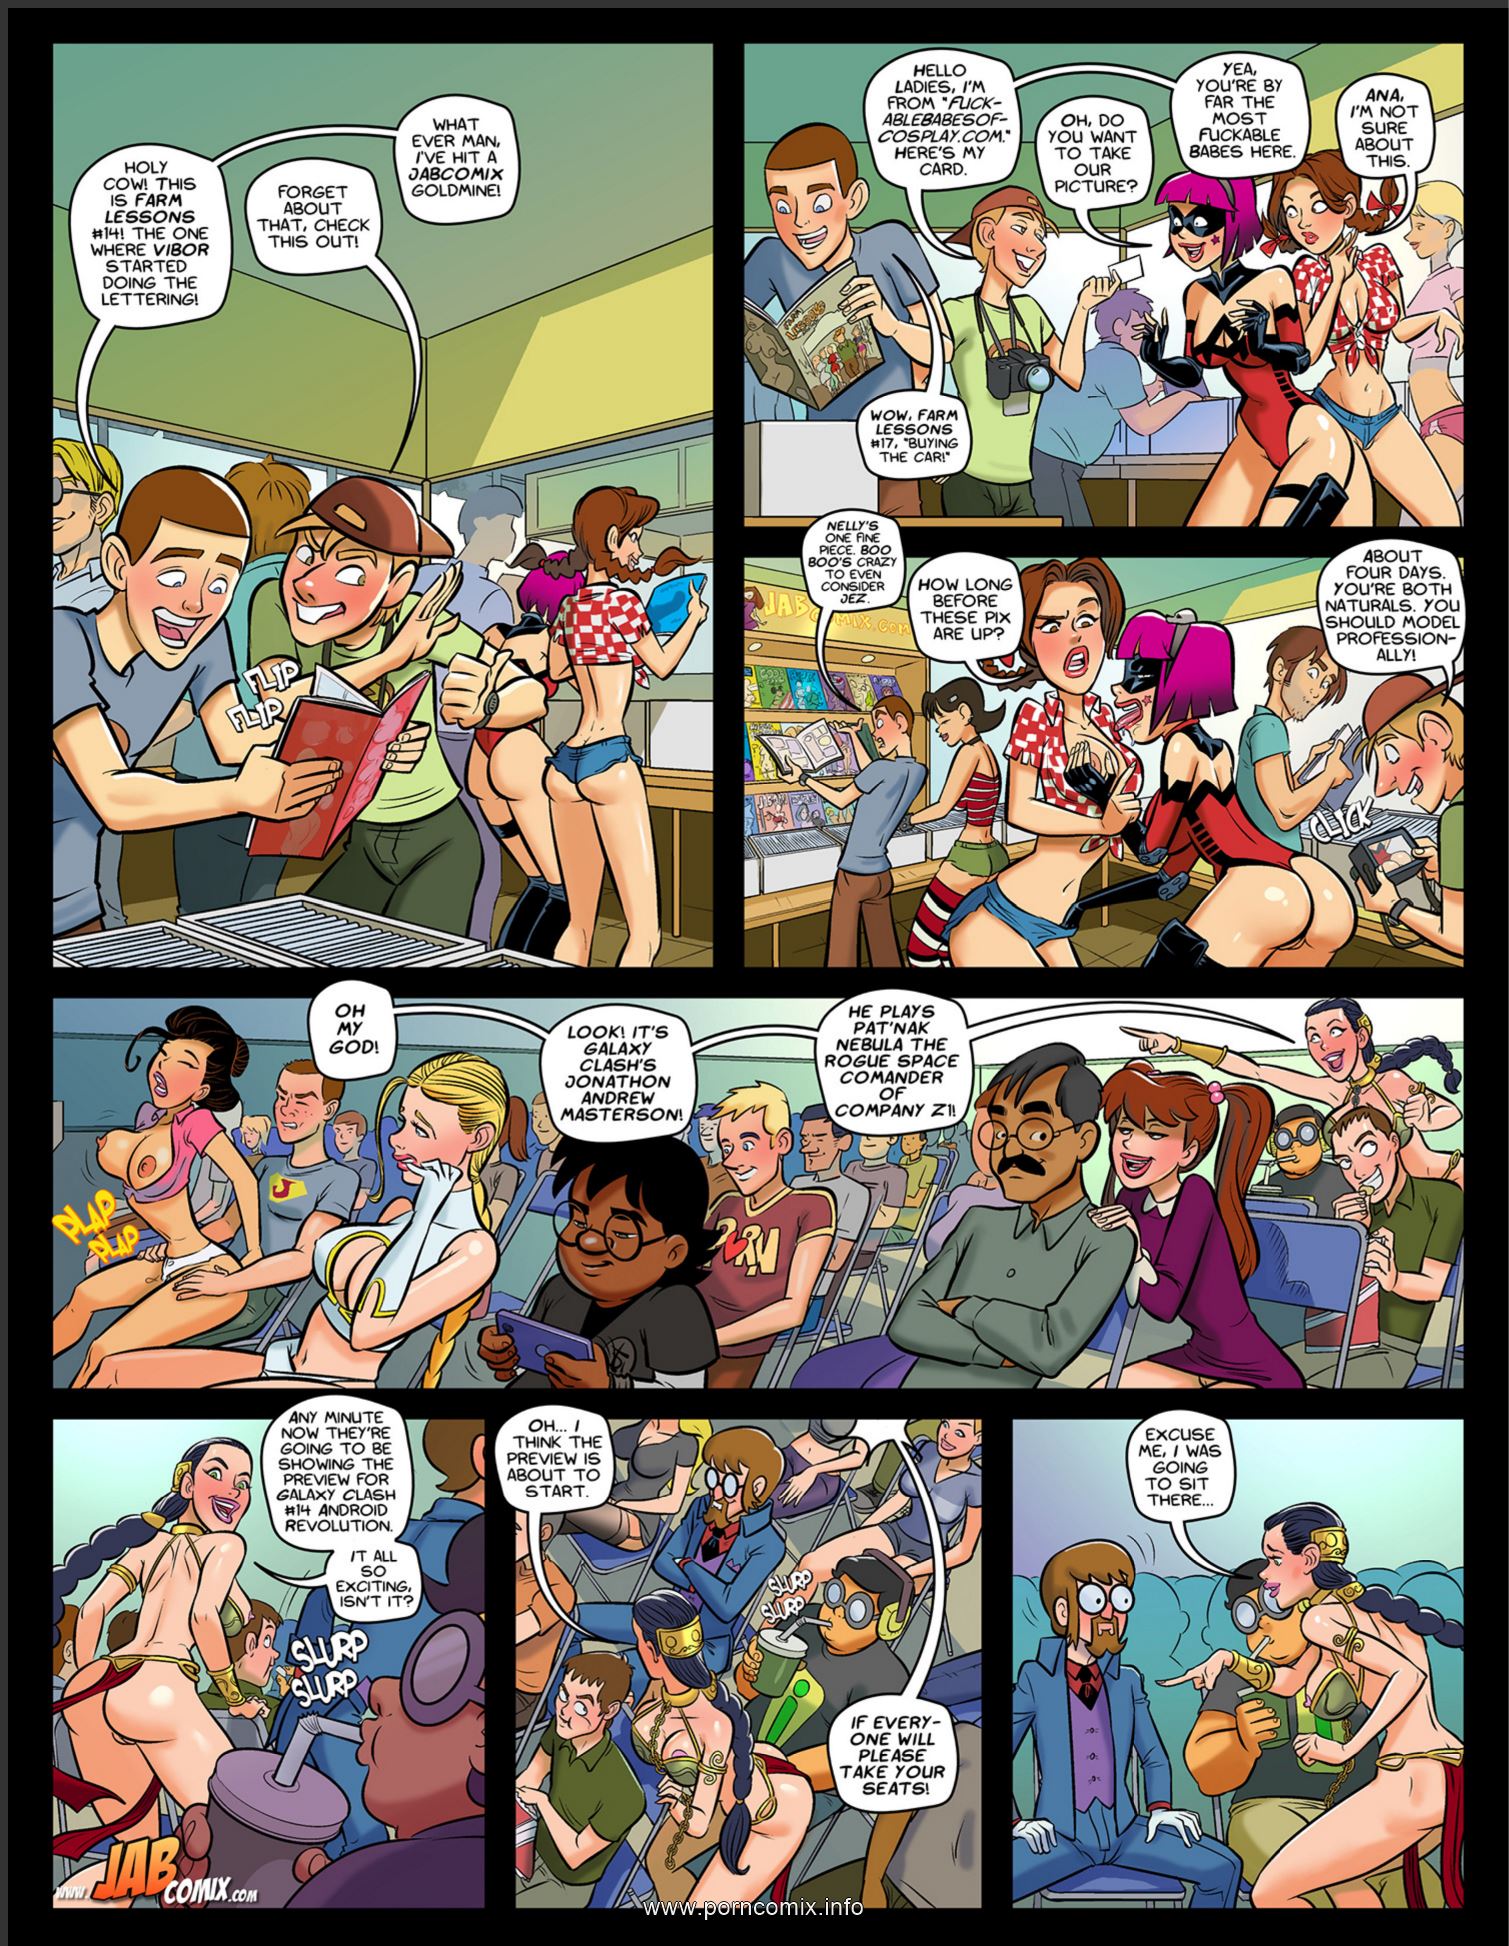 HOLY
COW! THIS
IS FARM
LESSONS
#14! THE ONE
WHERE VIBOR
STARTED
DOING THE
LETTERING!
FORGET
ABOUT
THAT, CHECK
THIS OUT!
WHAT
EVER MAN,
I'VE HIT A
JABCOMIX
GOLDMINE!
FLIP
FLIP
HELLO
LADIES, I'M
FROM "FUCK-
ABLEBABESOF-
COSPLAY.COM."
HERE'S MY
CARD.
OH, DO
YOU WANT
TO TAKE
OUR
PICTURE?
YEA,
YOU'RE BY
FAR THE
MOST
FUCKABLE
BABES HERE.
ANA,
I'M NOT
SURE
ABOUT
THIS.
FARM
LESSONS
WOW, FARM
LESSONS
#17, "BUYING
THE CAR!"
NELLY'S
ONE FINE
PIECE. BOO
BOO'S CRAZY
TO EVEN
CONSIDER
JEZ.
HOW LONG
BEFORE
THESE PIX
ARE UP?
ABOUT
FOUR DAYS.
YOU'RE BOTH
NATURALS. YOU
SHOULD MODEL
PROFESSION-
ALLY!
JABCOMIX.COM
CLICK
OH
MY
GOD!
LOOK! IT'S
GALAXY
CLASH'S
JONATHON
ANDREW
MASTERSON!
HE PLAYS
PAT'NAK
NEBULA THE
ROGUE SPACE
COMANDER
OF
COMPANY Z1!
PLAP
PLAP
J
PORN
ANY MINUTE
NOW THEY'RE
GOING TO BE
SHOWING THE
PREVIEW FOR
GALAXY CLASH
#14 ANDROID
REVOLUTION.
IT ALL
SO
EXCITING,
ISN'T IT?
SLURP
SLURP
WWW.JABCOMIX.COM
OH... I
THINK THE
PREVIEW IS
ABOUT TO
START.
SLURP
SLURP
IF EVERY-
ONE WILL
PLEASE
TAKE YOUR
SEATS!
EXCUSE
ME, I WAS
GOING
TO SIT
THERE...
www.porncomix.info